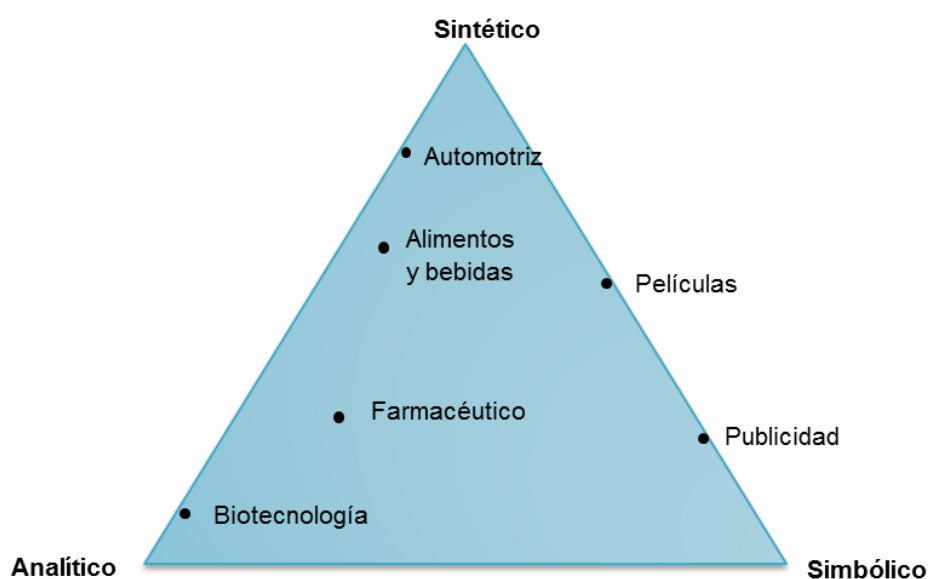 Sintético
Automotriz
Alimentos
y bebidas
Películas
Farmacéutico
Publicidad
Biotecnología
Analítico
Simbólico